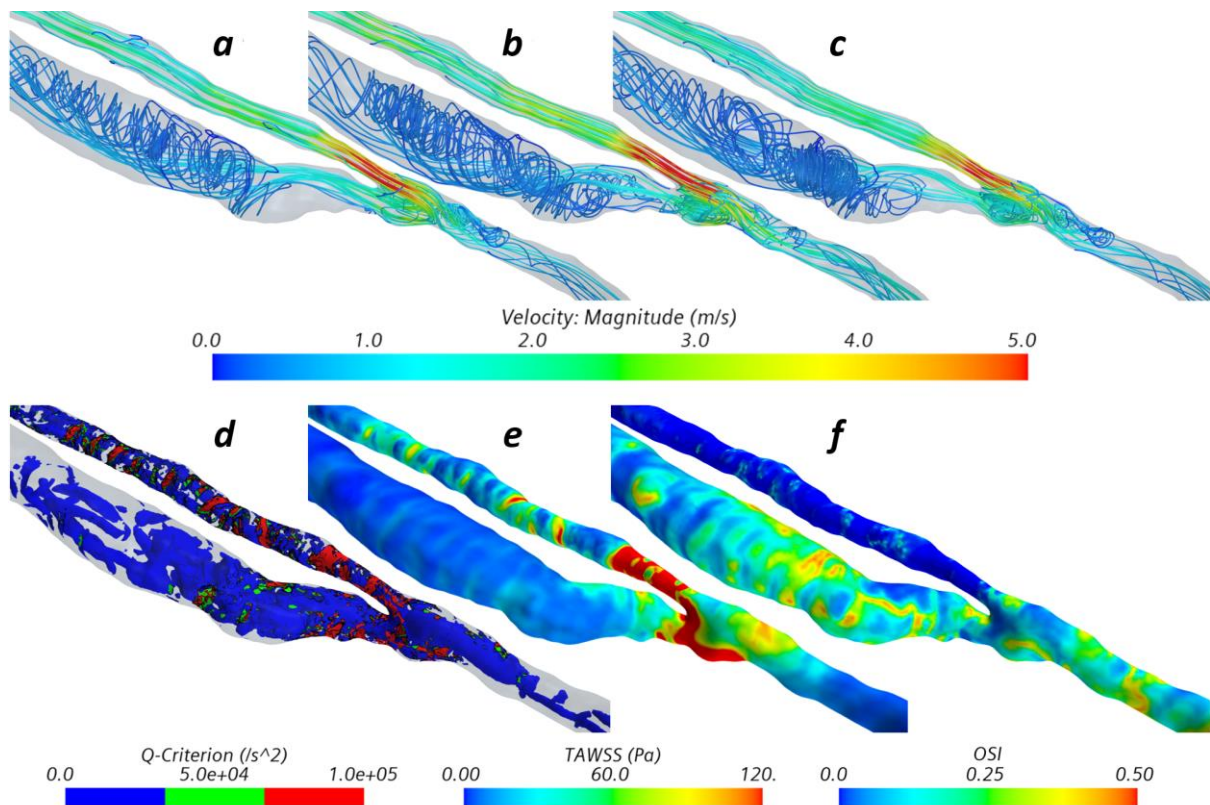 a b c
Velocity: Magnitude (m/s)
0.0 1.0 2.0 3.0 4.0 5.0
d e f
Q-Criterion (/s^2) TAWSS (Pa) OSI
0.0 5.0e+04 1.0e+05 0.00 60.0 120. 0.0 0.25 0.50